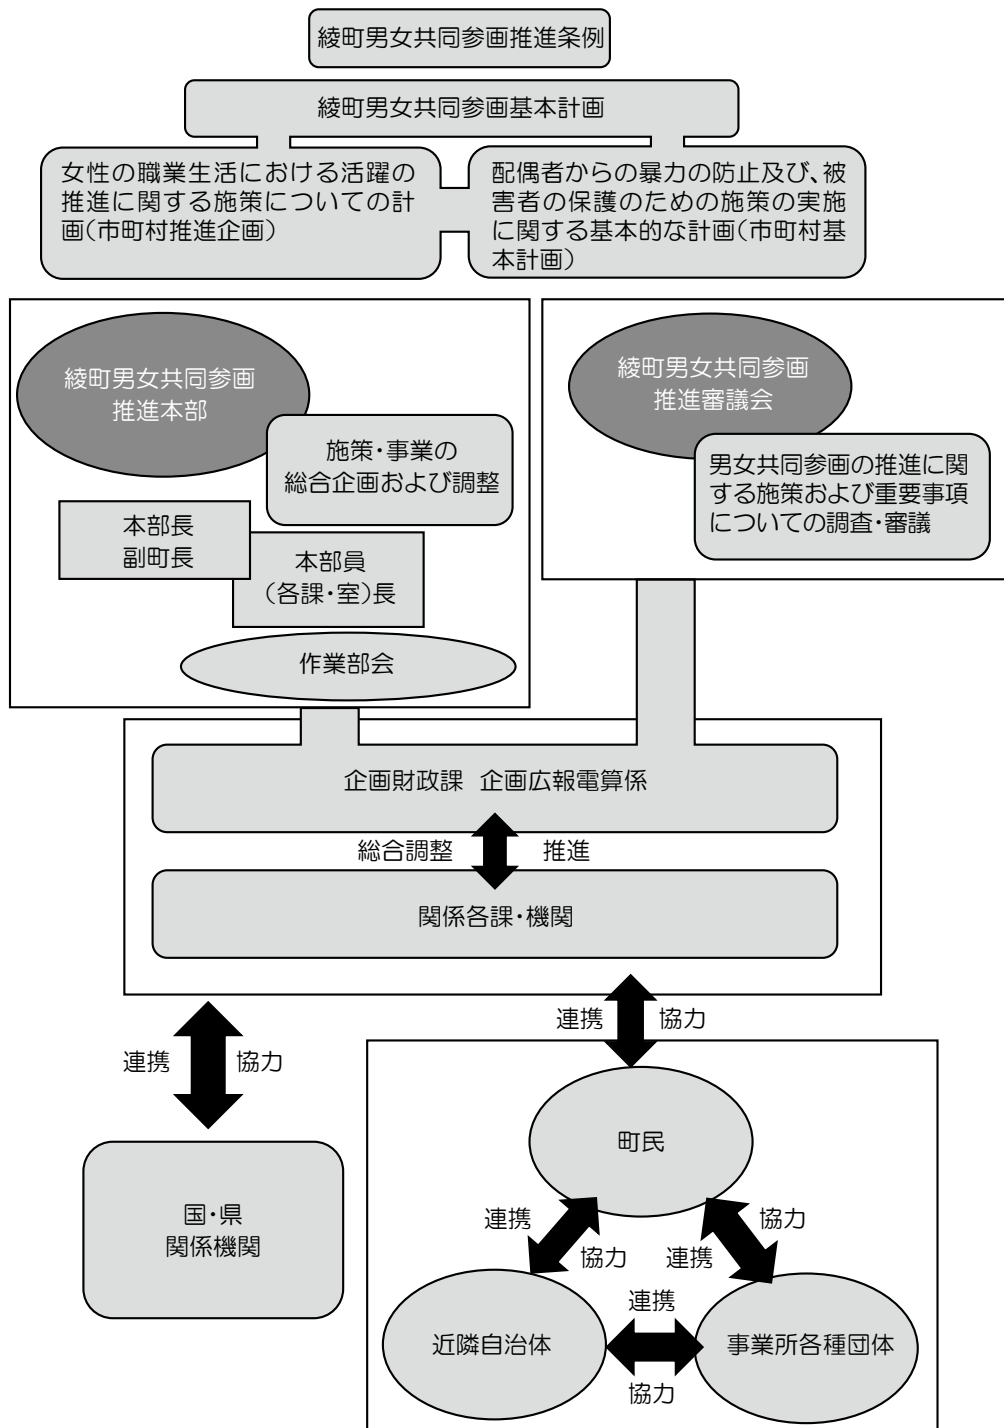 綾町男女共同参画推進条例
綾町男女共同参画基本計画
女性の職業生活における活躍の
推進に関する施策についての計
画(市町村推進企画)
配偶者からの暴力の防止及び、被
害者の保護のための施策の実施
に関する基本的な計画(市町村基
本計画)
綾町男女共同参画
推進本部
施策・事業の
総合企画および調整
本部長
副町長
本部員
(各課・室)長
作業部会
綾町男女共同参画
推進審議会
男女共同参画の推進に関
する施策および重要事項
についての調査・審議
企画財政課 企画広報電算係
総合調整 推進
関係各課・機関
連携 協力
国・県
関係機関
連携 協力
町民
連携 協力
協力 連携
連携
近隣自治体
事業所各種団体
協力